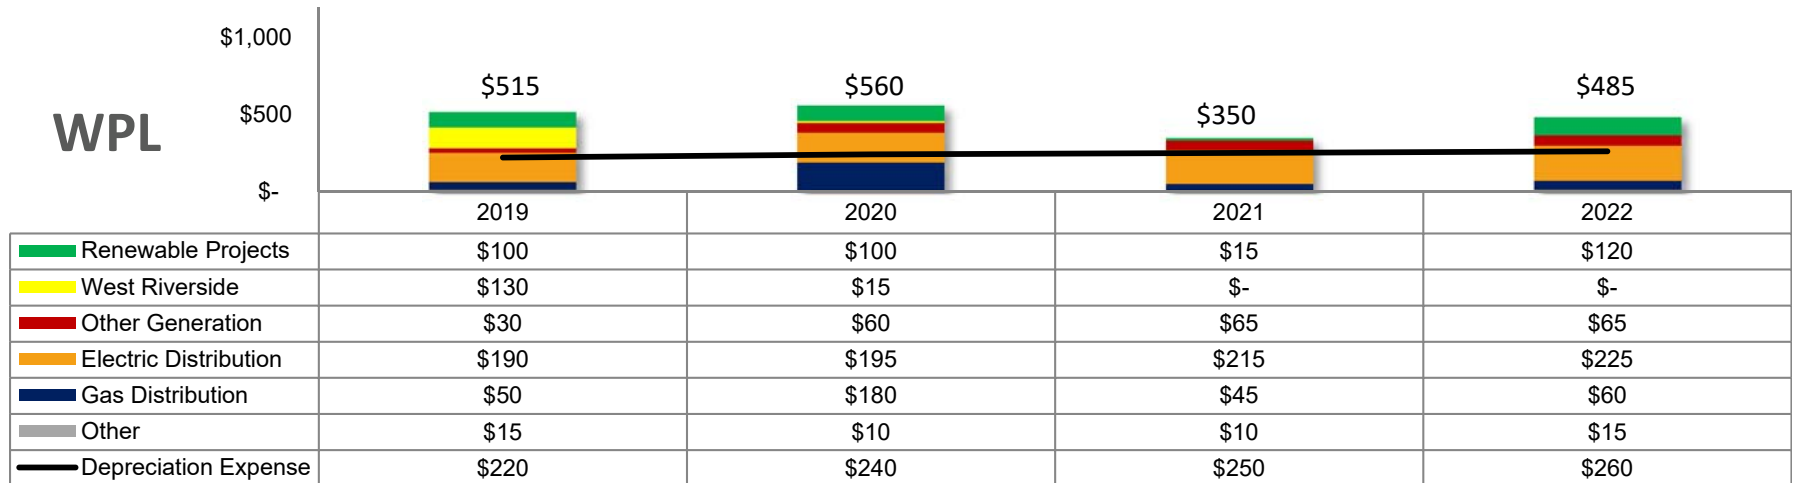 $1,000
$515
$560
$350
$485
$500
WPL
$-
2019 2020 2021 2022
Renewable Projects $100 $100 $15 $120
West Riverside $130 $15 $- $-
Other Generation $30 $60 $65 $65
Electric Distribution $190 $195 $215 $225
Gas Distribution $50 $180 $45 $60
Other $15 $10 $10 $15
Depreciation Expense $220 $240 $250 $260